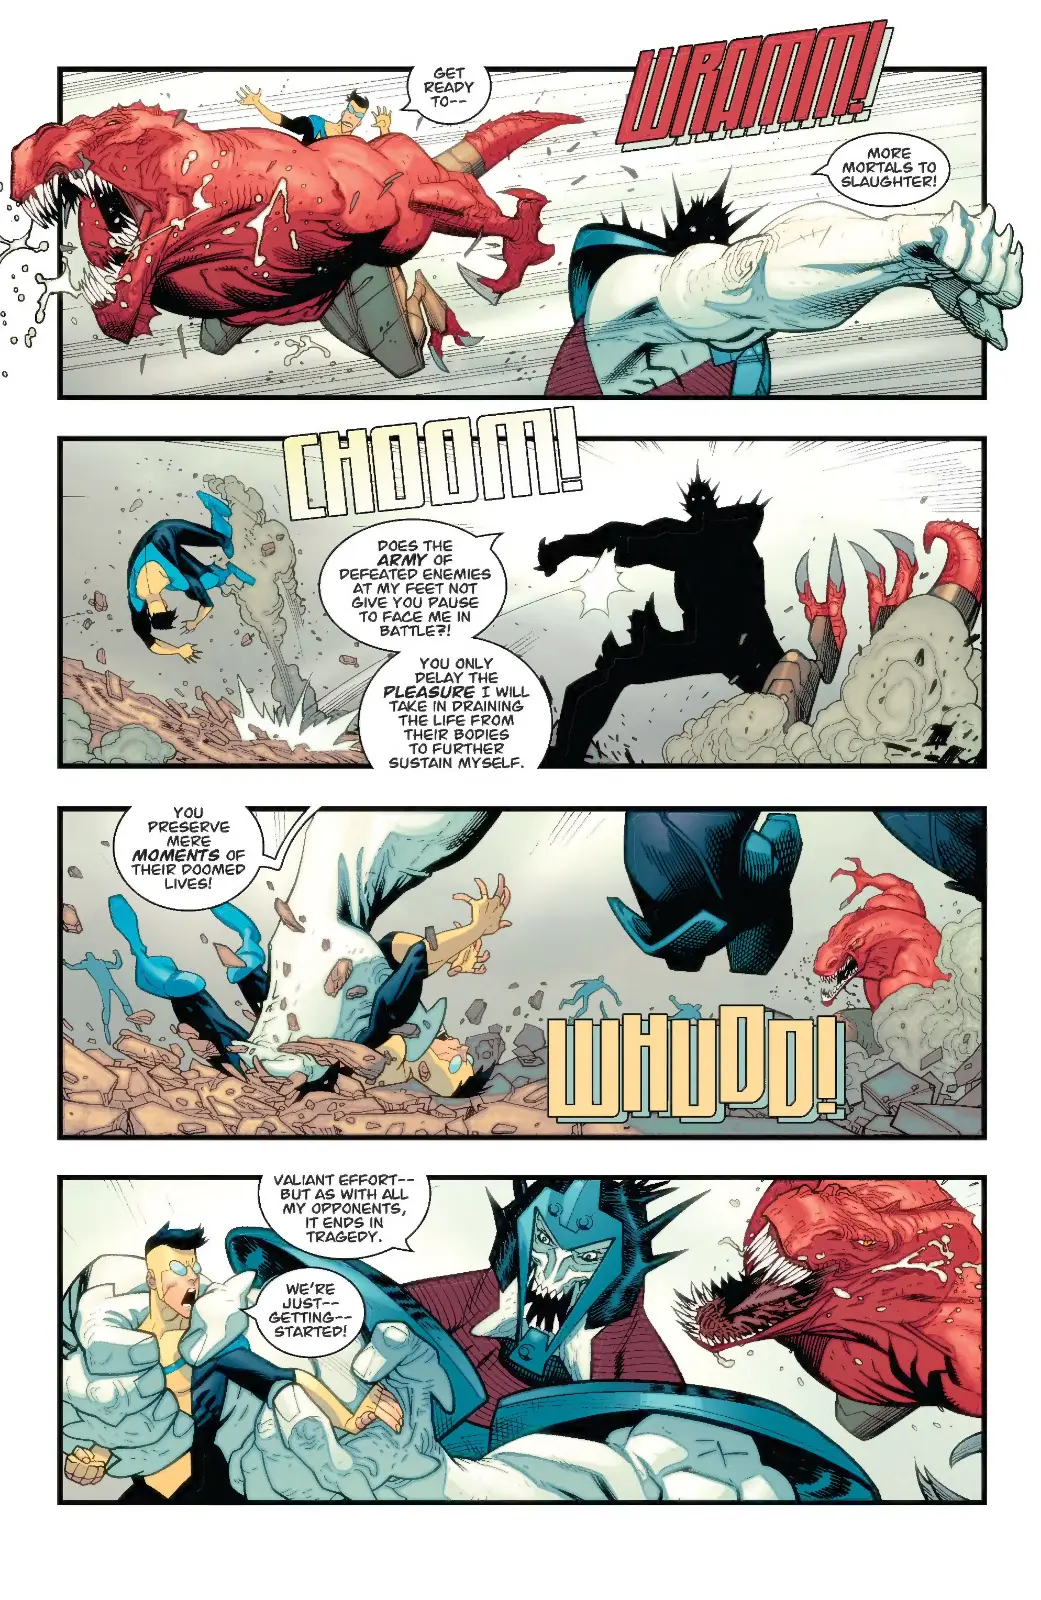 GET
READY
TO--
WRAMM!
MORE
MORTALS TO
SLAUGHTER!
CHOOM!
DOES THE
ARMY OF
DEFEATED ENEMIES
AT MY FEET NOT
GIVE YOU PAUSE
TO FACE ME IN
BATTLE?!
YOU ONLY
DELAY THE
PLEASURE I WILL
TAKE IN DRAINING
THE LIFE FROM
THEIR BODIES
TO FURTHER
SUSTAIN MYSELF.
YOU
PRESERVE
MERE
MOMENTS OF
THEIR DOOMED
LIVES!
WHUDD!
VALIANT EFFORT--
BUT AS WITH ALL
MY OPPONENTS,
IT ENDS IN
TRAGEDY.
WE'RE
JUST--
GETTING--
STARTED!